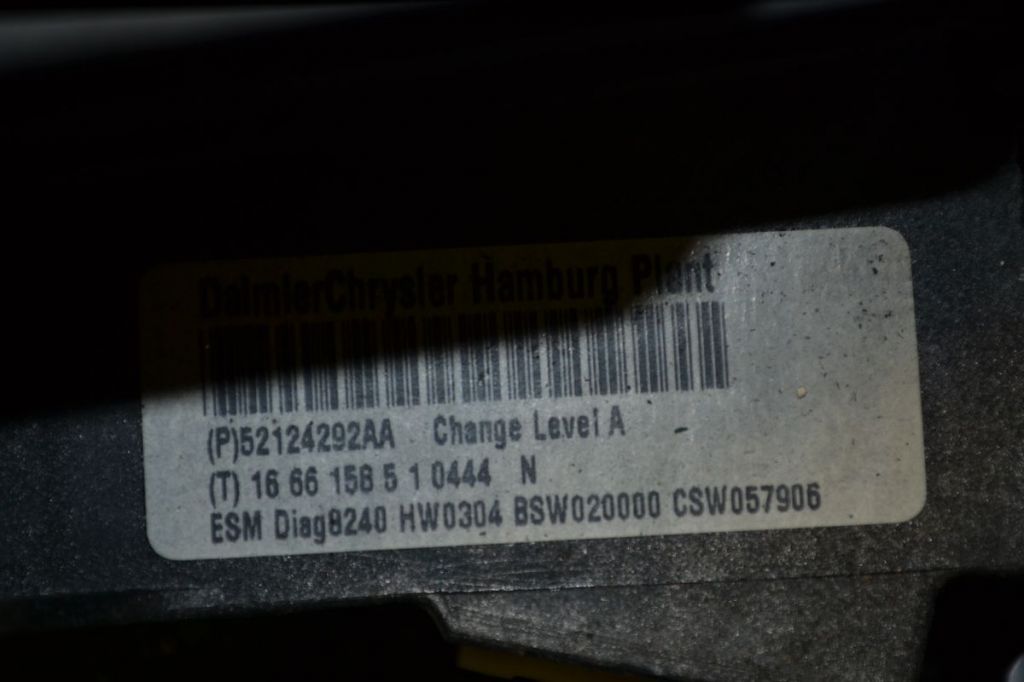 DaimlerChrysler Hamburg Plant
(P)52124292AA Change Level A
(T) 16 66 158 5 1 0444 N
ESM Diag8240 HW0304 BSW020000 CSW057906